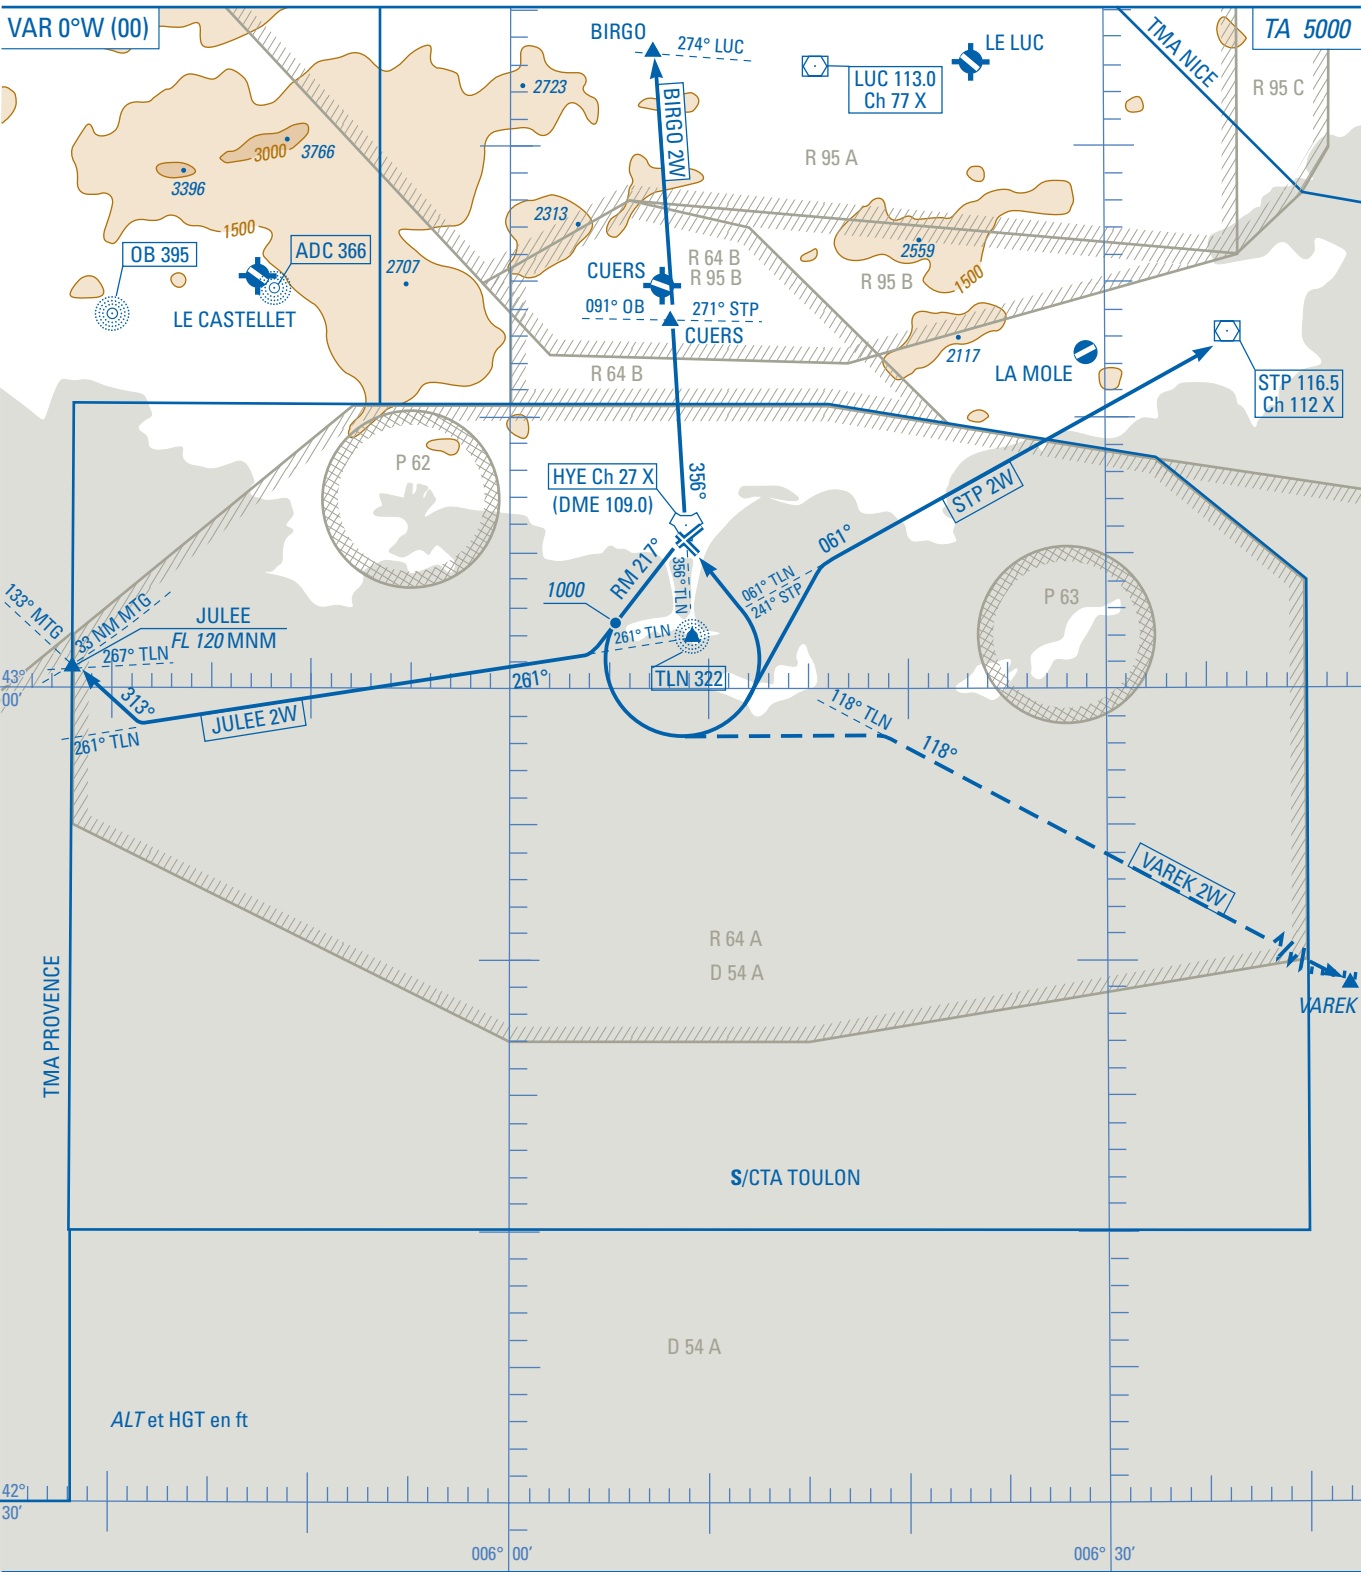 VAR 0°W (00)
BIRGO
274° LUC
LE LUC
TMA NICE
TA 5000
LUC 113.0
Ch 77 X
R 95 C
2723
BIRGO 2W
3000
3766
3396
R 95 A
1500
2313
OB 395
ADC 366
2707
LE CASTELLET
CUERS
R 64 B
R 95 B
2559
R 95 B
1500
091° OB
271° STP
CUERS
2117
LA MOLE
R 64 B
STP 116.5
Ch 112 X
P 62
HYE Ch 27 X
(DME 109.0)
356°
STP 2W
061°
RM 217°
356° TLN
061° TLN
241° STP
1000
P 63
133° MTG
33 NM MTG
JULEE
FL 120 MNM
267° TLN
261° TLN
TLN 322
43°
00'
313°
261°
JULEE 2W
261° TLN
118° TLN
118°
VAREK 2W
R 64 A
D 54 A
VAREK
TMA PROVENCE
S/CTA TOULON
D 54 A
ALT et HGT en ft
42°
30'
006° 00'
006° 30'